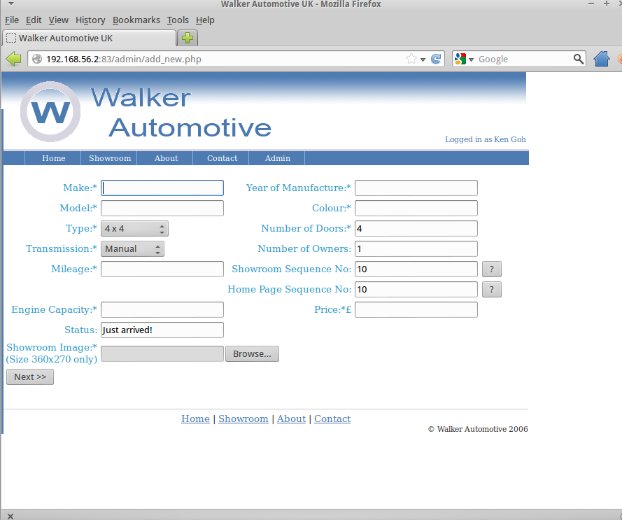 Walker Automotive UK - Mozilla Firefox
File Edit View History Bookmarks Tools Help
Walker Automotive UK
192.168.56.2:83/admin/add_new.php
Google
W
Walker
Automotive
Logged in as Ken Goh
Home Showroom About Contact Admin
Make:* Year of Manufacture:*
Model:* Colour:*
Type:* 4 x 4 Number of Doors:* 4
Transmission:* Manual Number of Owners: 1
Mileage:* Showroom Sequence No: 10 ?
Home Page Sequence No: 10 ?
Engine Capacity:* Price:*£
Status: Just arrived!
Showroom Image:*
(Size 360x270 only) Browse...
Next >>
Home | Showroom | About | Contact
© Walker Automotive 2006